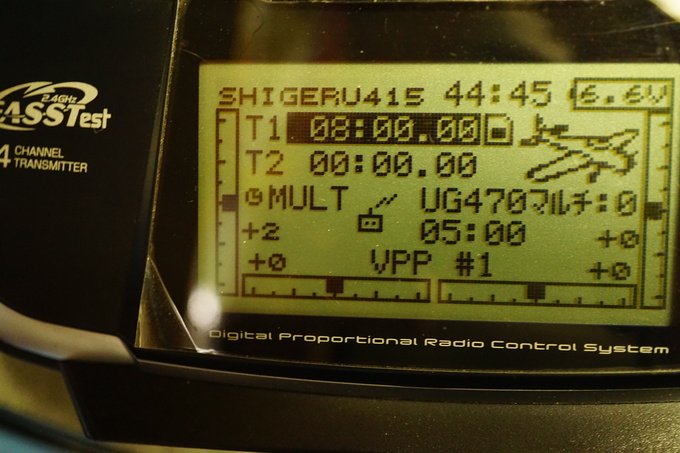 2.4GHz
FASSTest
4 CHANNEL
TRANSMITTER
SHIGERU415 44:45 6.6V
T1 08:00.00
T2 00:00.00
MULT UG470マルチ:0
+2 05:00 +0
+0 VPP #1 +0
Digital Proportional Radio Control System